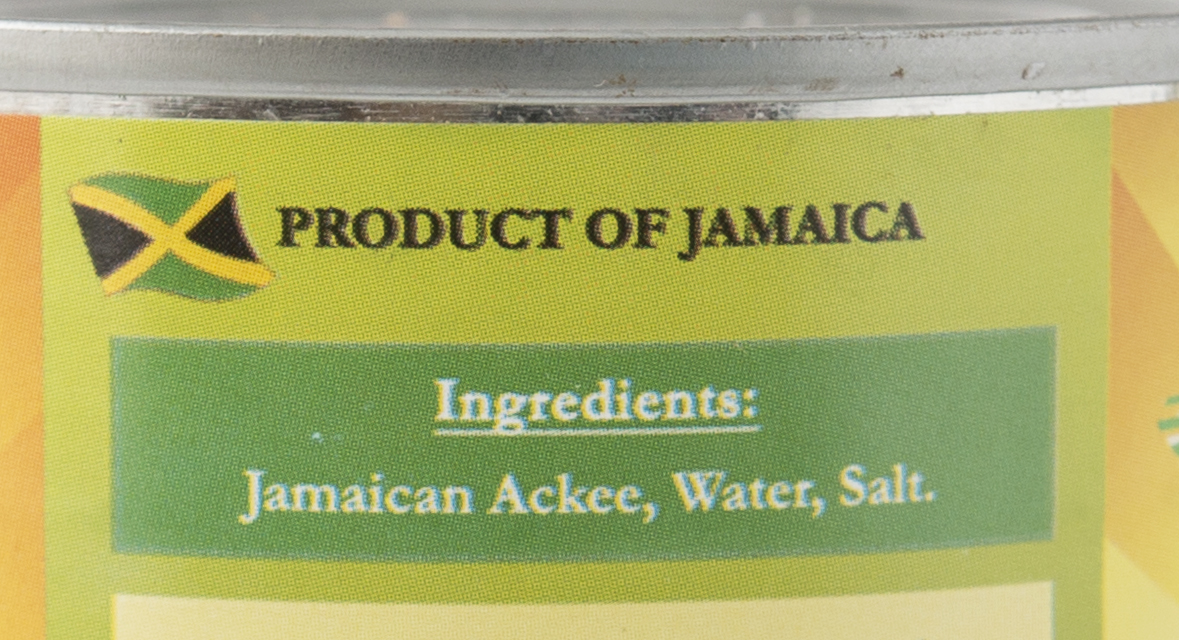 PRODUCT OF JAMAICA
Ingredients:
Jamaican Ackee, Water, Salt.